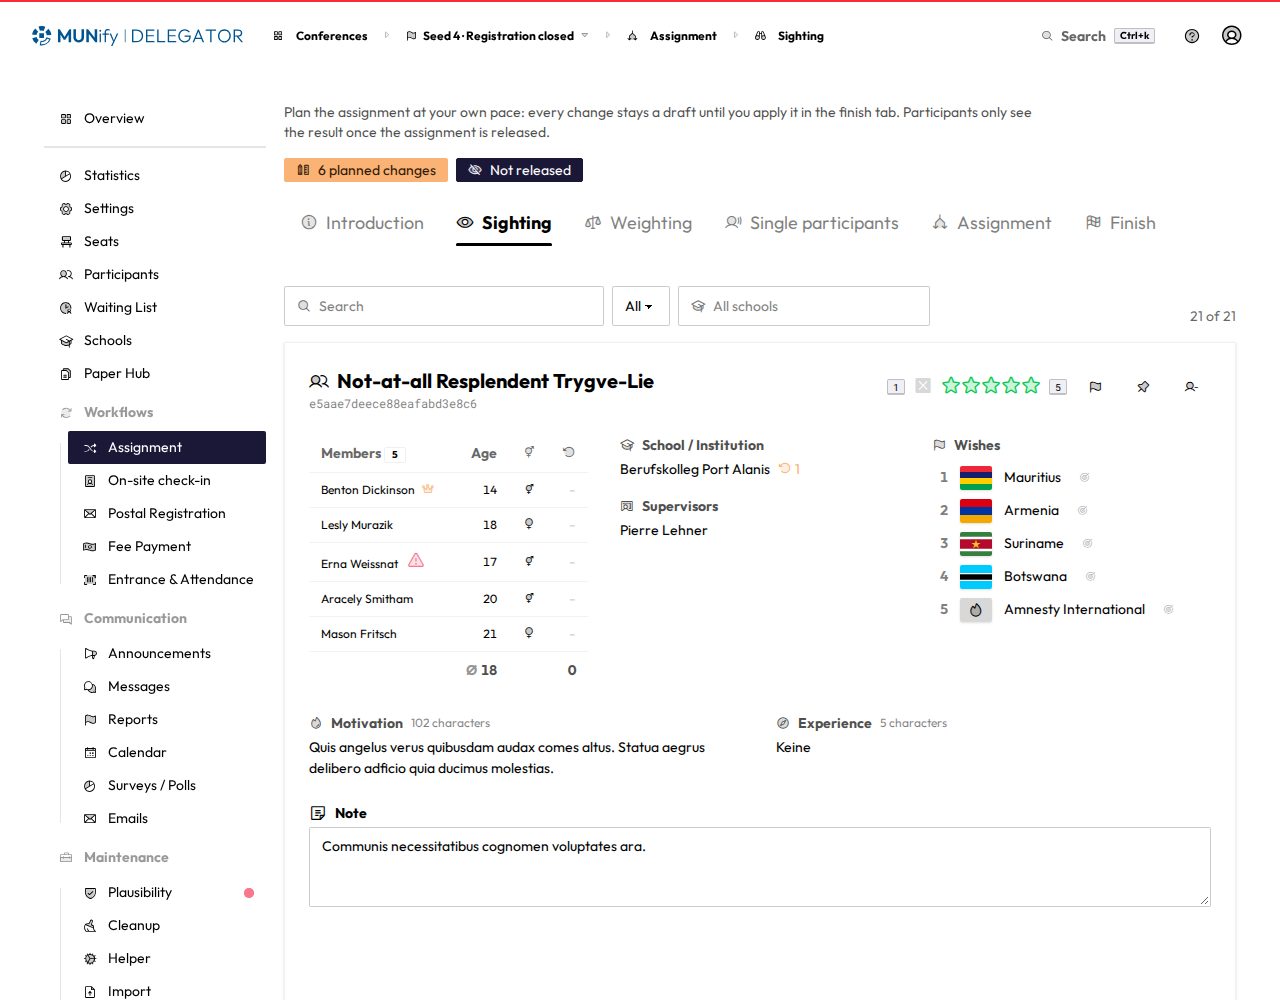 MUNify | DELEGATOR
Conferences
Seed 4 · Registration closed
Assignment
Sighting
Search
Ctrl+k
Overview
Statistics
Settings
Seats
Participants
Waiting List
Schools
Paper Hub
Workflows
Assignment
On-site check-in
Postal Registration
Fee Payment
Entrance & Attendance
Communication
Announcements
Messages
Reports
Calendar
Surveys / Polls
Emails
Maintenance
Plausibility
Cleanup
Helper
Import
Plan the assignment at your own pace: every change stays a draft until you apply it in the finish tab. Participants only see
the result once the assignment is released.
6 planned changes
Not released
Introduction
Sighting
Weighting
Single participants
Assignment
Finish
Search
All
All schools
21 of 21
Not-at-all Resplendent Trygve-Lie
e5aae7deece88eafabd3e8c6
1
5
Members 5
Age
Benton Dickinson 14 -
Lesly Murazik 18 -
Erna Weissnat 17 -
Aracely Smitham 20 -
Mason Fritsch 21 -
Ø 18 0
School / Institution
Berufskolleg Port Alanis 1
Supervisors
Pierre Lehner
Wishes
1 Mauritius
2 Armenia
3 Suriname
4 Botswana
5 Amnesty International
Motivation 102 characters
Quis angelus verus quibusdam audax comes altus. Statua aegrus
delibero adficio quia ducimus molestias.
Experience 5 characters
Keine
Note
Communis necessitatibus cognomen voluptates ara.